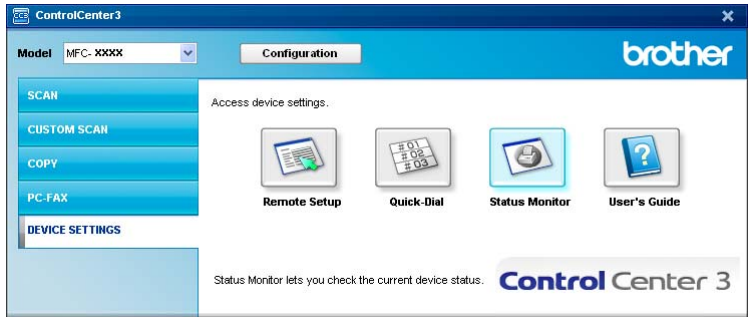 CC3 ControlCenter3
Model MFC- XXXX Configuration brother
SCAN
CUSTOM SCAN
COPY
PC-FAX
DEVICE SETTINGS
Access device settings.
#01
#02
#03
?
Remote Setup Quick-Dial Status Monitor User's Guide
Status Monitor lets you check the current device status. Control Center 3